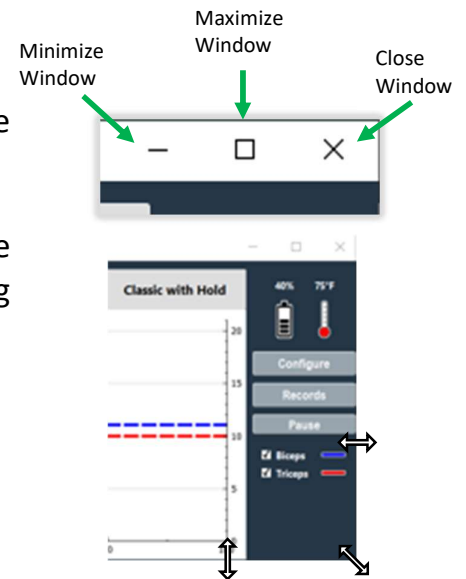 Maximize
Window
Minimize
Window
Close
Window
e
e
g
Classic with Hold
40% 75°F
20
Configure
15
Records
Pause
10
Biceps
Triceps
5
0